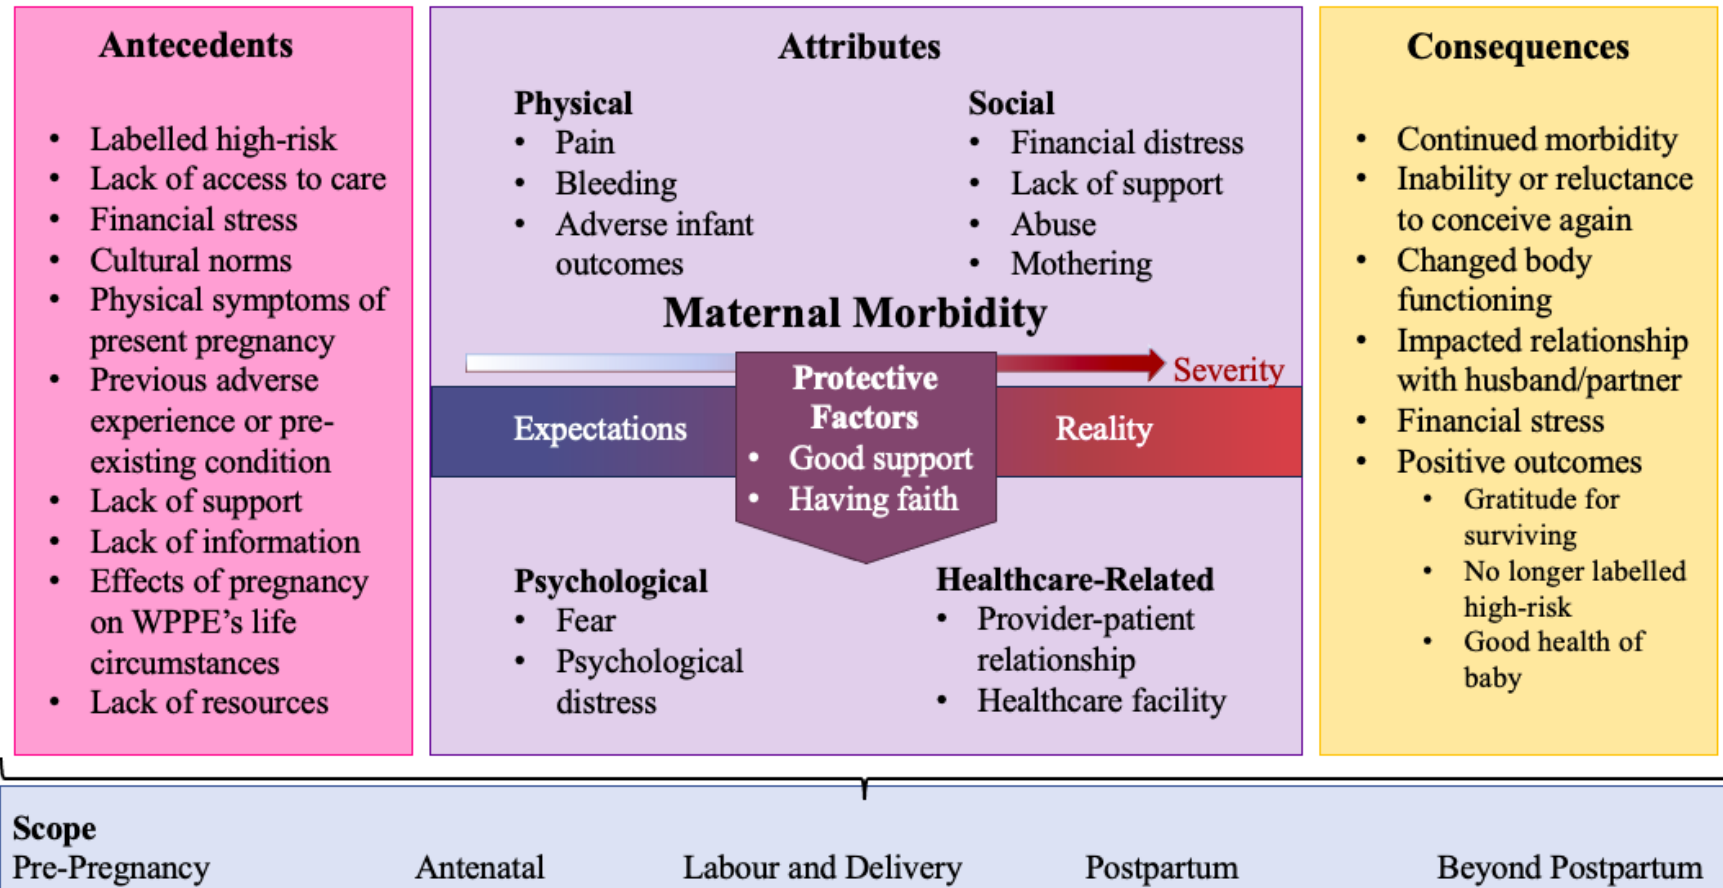 Antecedents
• Labelled high-risk
• Lack of access to care
• Financial stress
• Cultural norms
• Physical symptoms of
present pregnancy
• Previous adverse
experience or pre-
existing condition
• Lack of support
• Lack of information
• Effects of pregnancy
on WPPE's life
circumstances
• Lack of resources
Attributes
Physical
• Pain
• Bleeding
• Adverse infant
outcomes
Social
• Financial distress
• Lack of support
• Abuse
• Mothering
Maternal Morbidity
Severity
Expectations
Protective
Factors
• Good support
• Having faith
Reality
Psychological
• Fear
• Psychological
distress
Healthcare-Related
• Provider-patient
relationship
• Healthcare facility
Consequences
• Continued morbidity
• Inability or reluctance
to conceive again
• Changed body
functioning
• Impacted relationship
with husband/partner
• Financial stress
• Positive outcomes
• Gratitude for
surviving
• No longer labelled
high-risk
• Good health of
baby
Scope
Pre-Pregnancy Antenatal Labour and Delivery Postpartum Beyond Postpartum